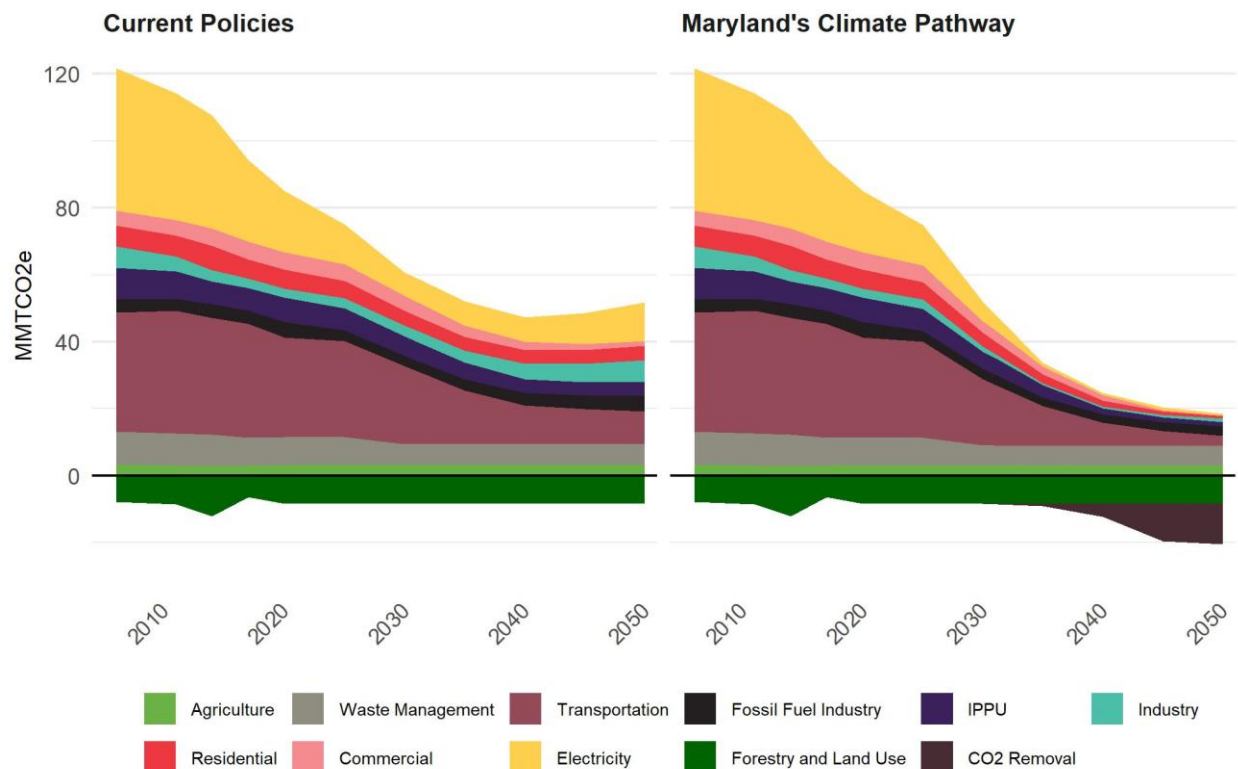 Current Policies
Maryland's Climate Pathway
120
80
40
0
MMTCO2e
2010
2020
2030
2040
2050
2010
2020
2030
2040
2050
Agriculture
Waste Management
Transportation
Fossil Fuel Industry
IPPU
Industry
Residential
Commercial
Electricity
Forestry and Land Use
CO2 Removal